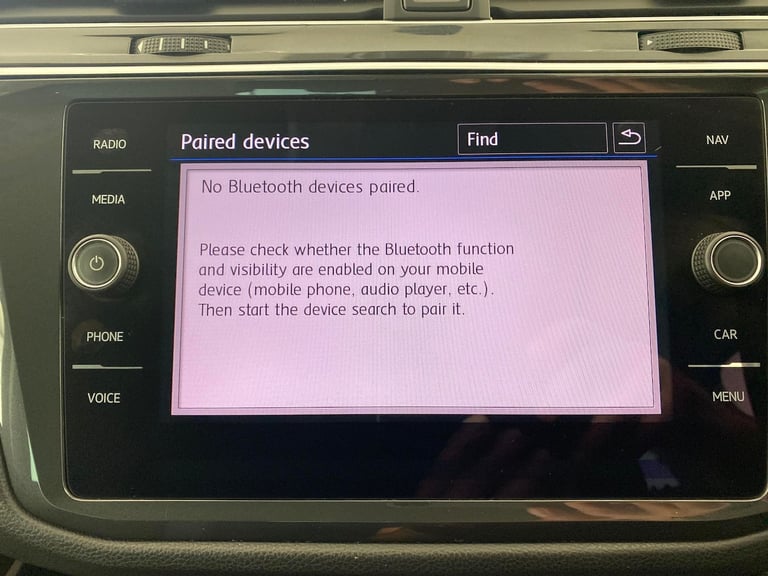 RADIO
MEDIA
PHONE
VOICE
Paired devices
Find
No Bluetooth devices paired.
Please check whether the Bluetooth function
and visibility are enabled on your mobile
device (mobile phone, audio player, etc.).
Then start the device search to pair it.
NAV
APP
CAR
MENU